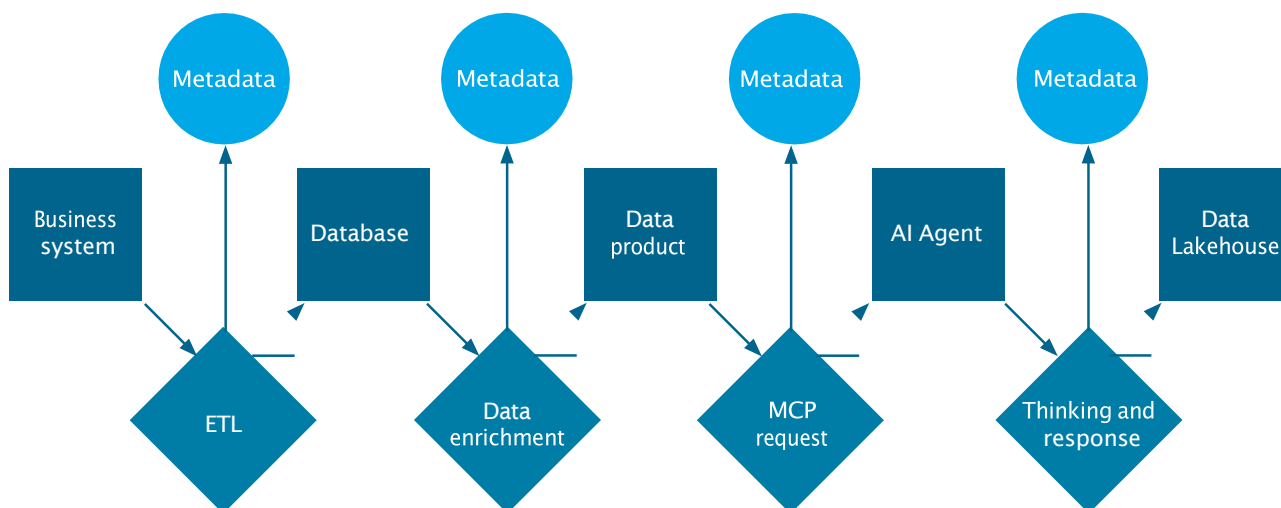 Metadata
Metadata
Metadata
Metadata
Business
system
Database
Data
product
AI Agent
Data
Lakehouse
ETL
Data
enrichment
MCP
request
Thinking and
response